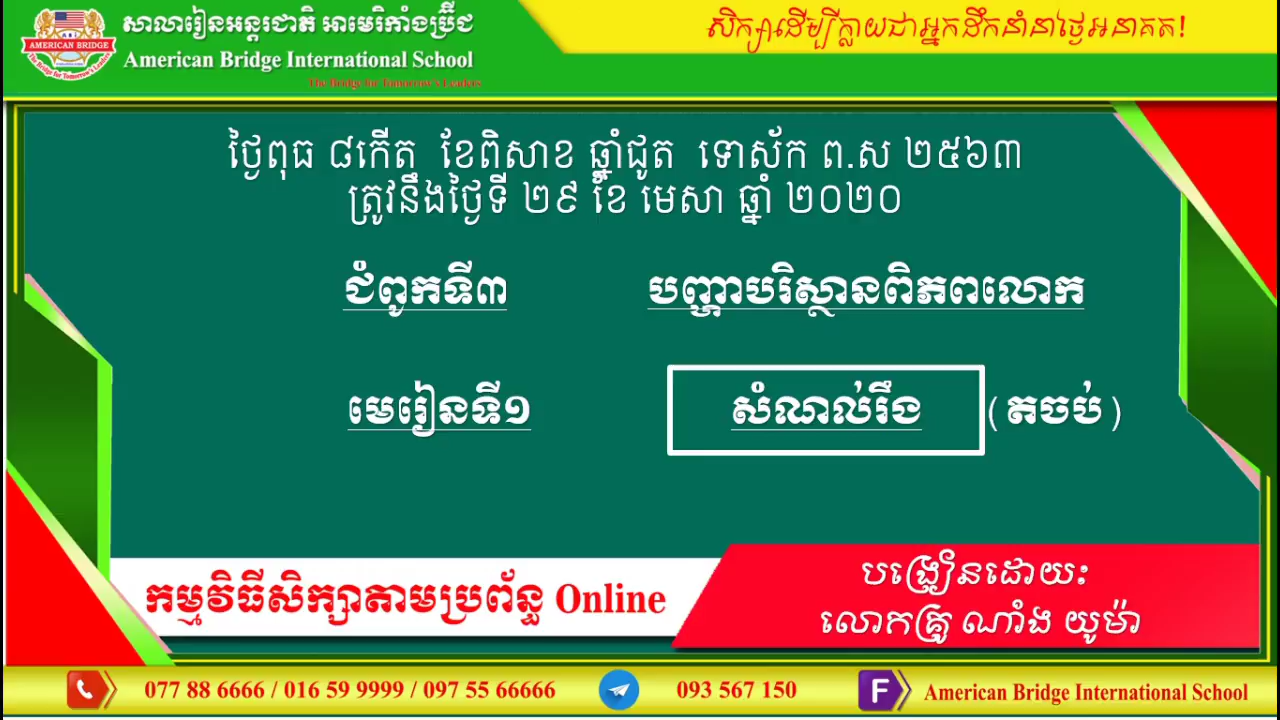 AMERICAN BRIDGE
The Bridge for Tomorrow's Leaders
សាលារៀនអន្តរជាតិ អាមេរិកាំងប្រ៊ីជ
American Bridge International School
The Bridge for Tomorrow's Leaders
សិក្សាដើម្បីក្លាយជាអ្នកដឹកនាំនាថ្ងៃអនាគត!
ថ្ងៃពុធ ៨កើត ខែពិសាខ ឆ្នាំជូត ទោស័ក ព.ស ២៥៦៣
ត្រូវនឹងថ្ងៃទី ២៩ ខែ មេសា ឆ្នាំ ២០២០
ជំពូកទី៣ បញ្ហាបរិស្ថានពិភពលោក
មេរៀនទី១ សំណល់រឹង (តចប់)
កម្មវិធីសិក្សាតាមប្រព័ន្ធ Online
បង្រៀនដោយ:
លោកគ្រូ ណាំង យូម៉ា
077 88 6666 / 016 59 9999 / 097 55 66666
093 567 150
F American Bridge International School